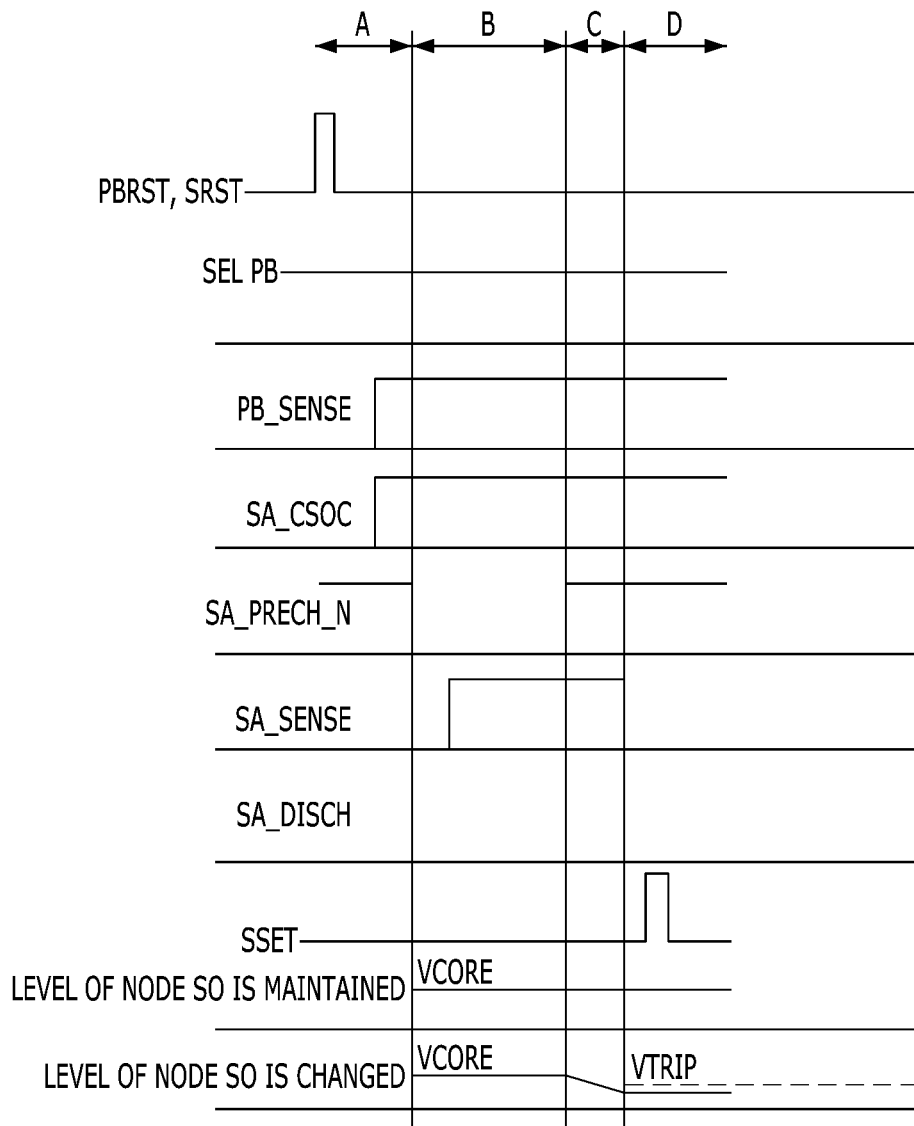 A B C D
PBRST, SRST
SEL PB
PB_SENSE
SA_CSOC
SA_PRECH_N
SA_SENSE
SA_DISCH
SSET
LEVEL OF NODE SO IS MAINTAINED VCORE
LEVEL OF NODE SO IS CHANGED VCORE VTRIP